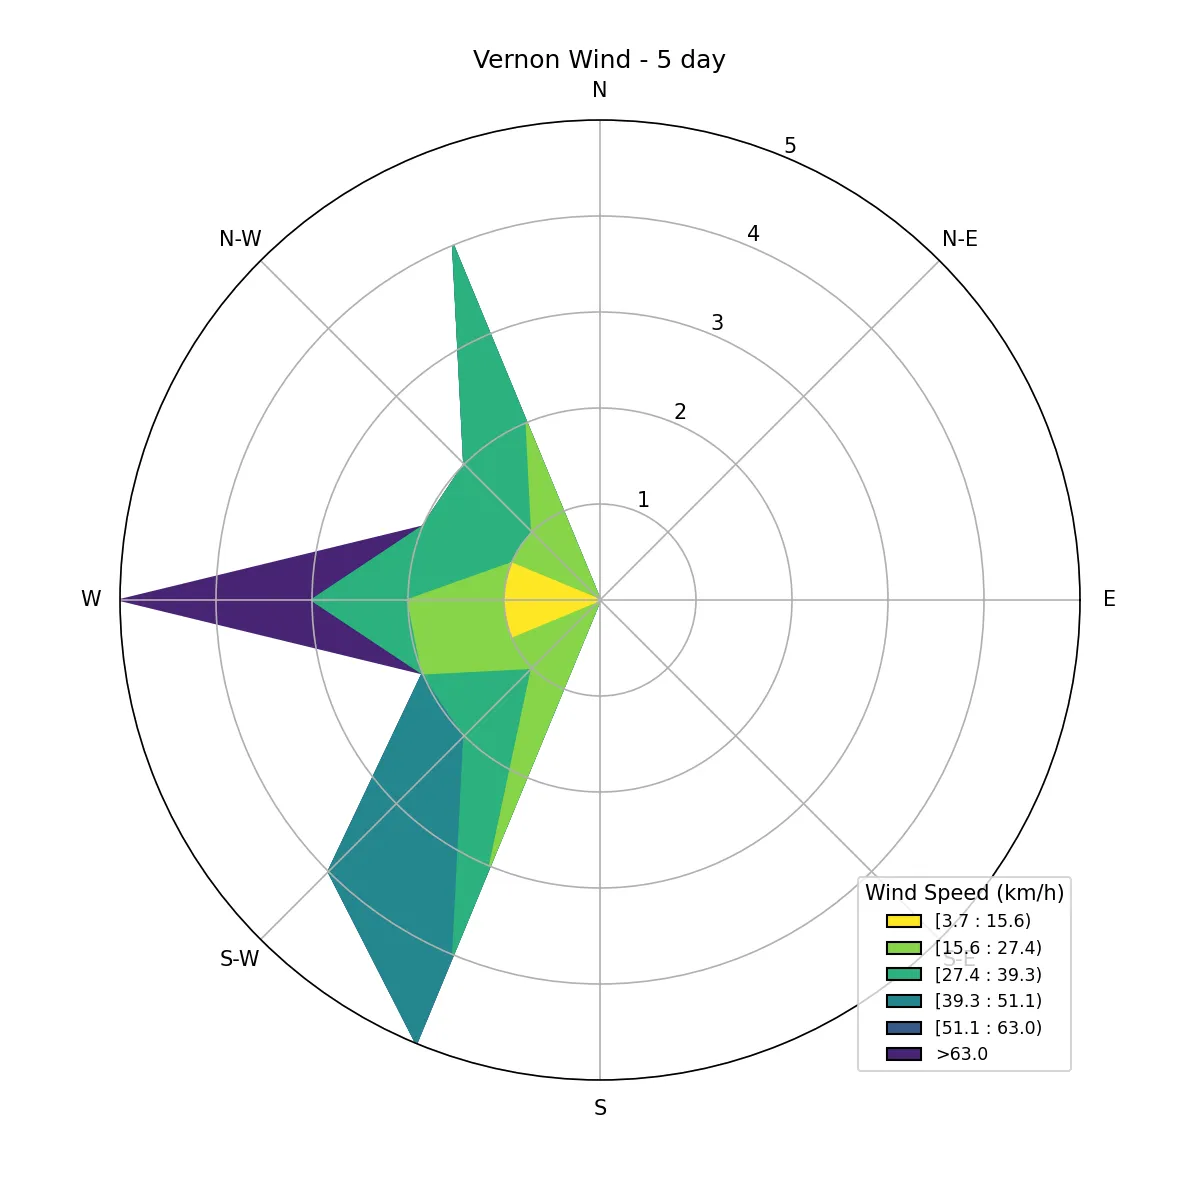 Vernon Wind - 5 day
N
5
N-W
4
N-E
3
2
1
W
E
Wind Speed (km/h)
[3.7 : 15.6)
[15.6 : 27.4)
S-W
S-E
[27.4 : 39.3)
[39.3 : 51.1)
[51.1 : 63.0)
>63.0
S